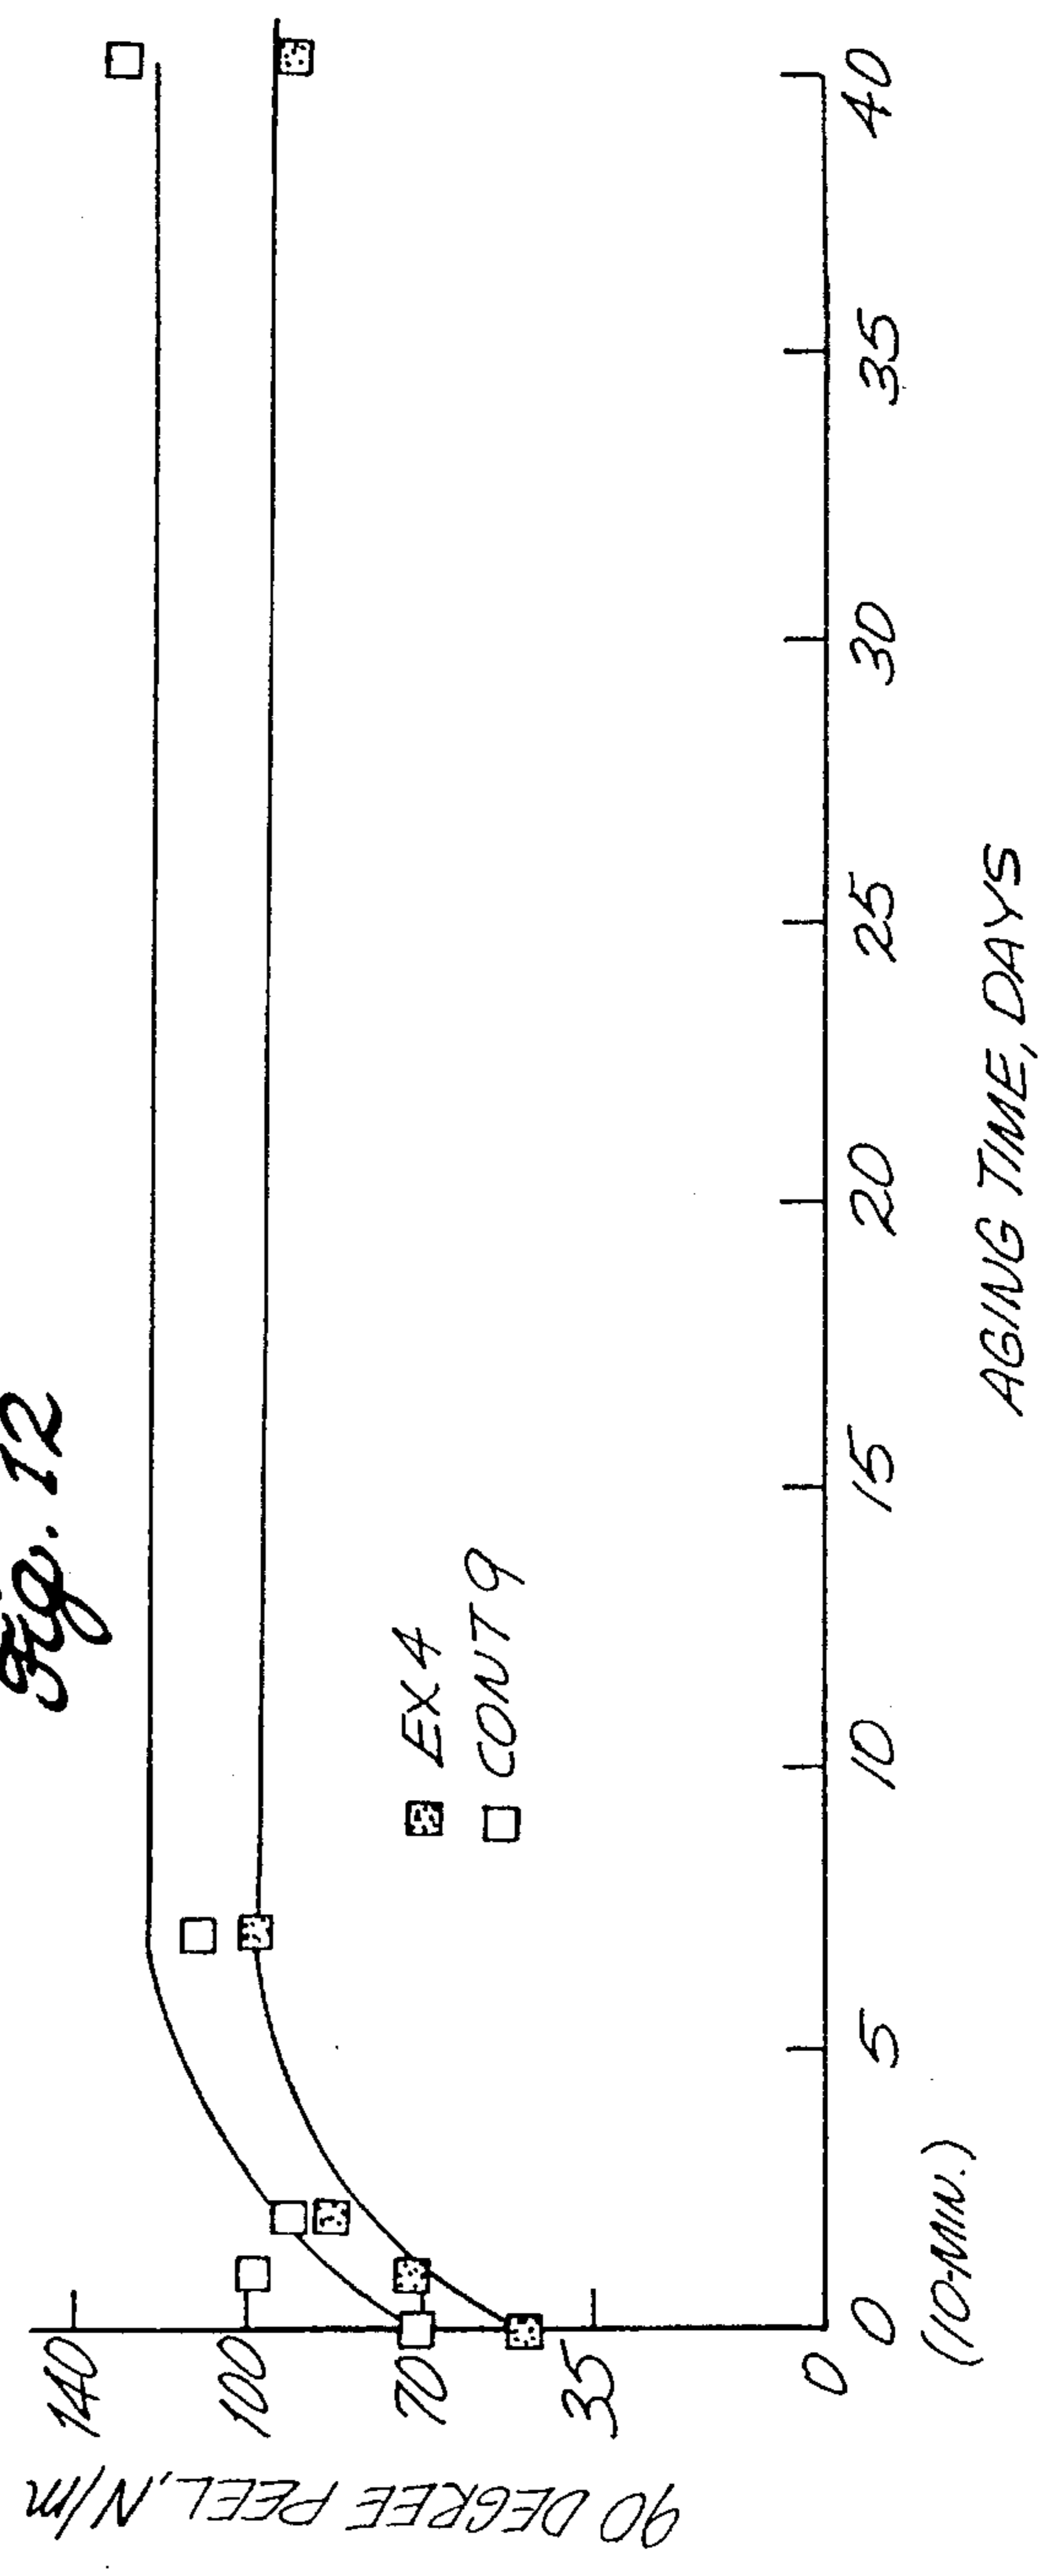 Fig. 12
90 DEGREE PEEL, N/m
140
100
70
35
0
EX 4
CONT 9
0 5 10 15 20 25 30 35 40
(10-MIN.)
AGING TIME, DAYS